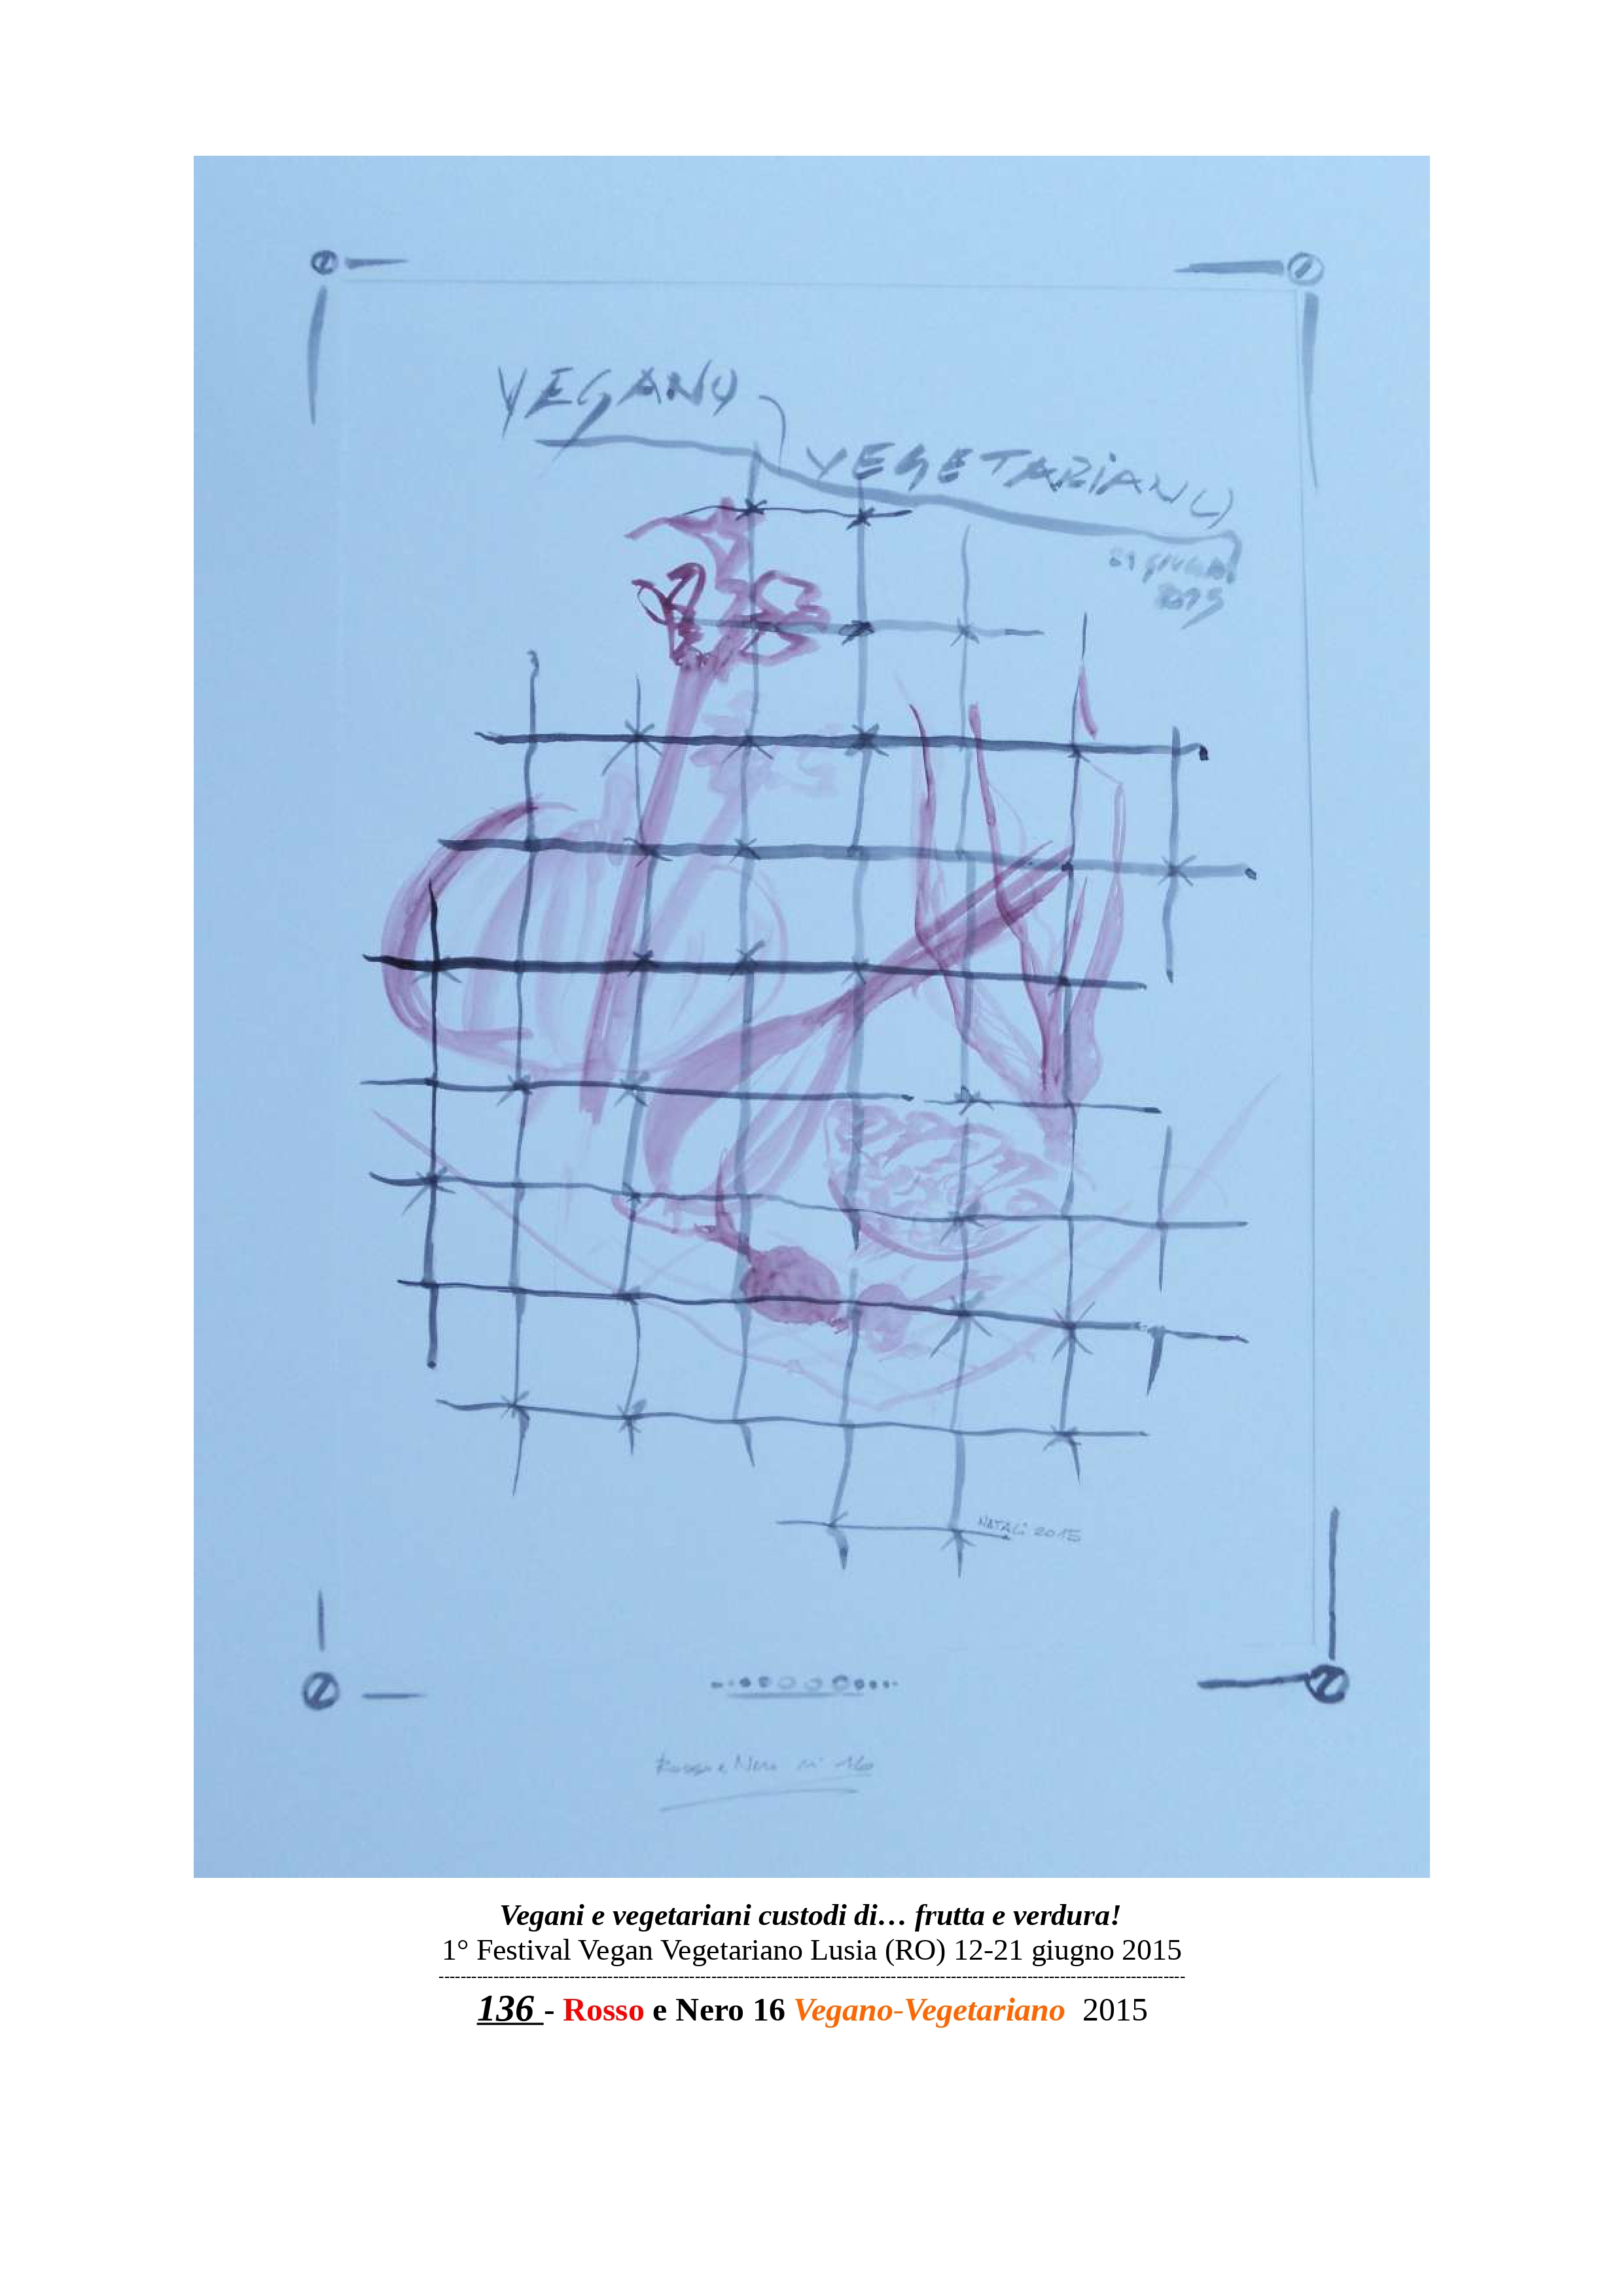 VEGANO
VEGETARIANO
21 GIUGNO
2015
NATALI 2015
Rosso e Nero n° 16
Vegani e vegetariani custodi di… frutta e verdura!
1° Festival Vegan Vegetariano Lusia (RO) 12-21 giugno 2015
136 - Rosso e Nero 16 Vegano-Vegetariano 2015